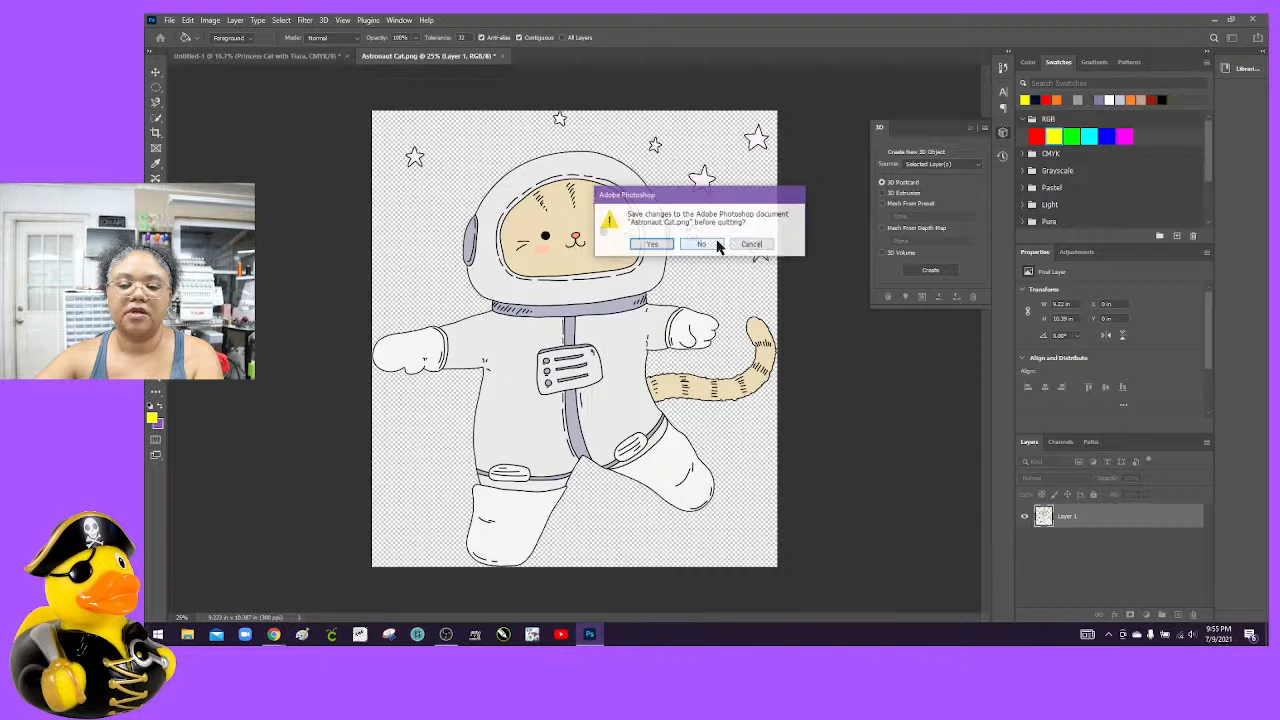 Ps File Edit Image Layer Type Select Filter 3D View Plugins Window Help
Foreground Mode: Normal Opacity: 100% Tolerance: 32 Anti-alias Contiguous All Layers
Untitled-1 @ 16.7% (Princess Cat with Tiara, CMYK/8) * × Astronaut Cat.png @ 25% (Layer 1, RGB/8) * ×
Color Swatches Gradients Patterns
Librari...
Search Swatches
RGB
CMYK
Grayscale
Pastel
Light
Pure
3D
Create New 3D Object
Source: Selected Layer(s)
3D Postcard
3D Extrusion
Mesh From Preset
Mesh From Depth Map
3D Volume
Create
Adobe Photoshop
Save changes to the Adobe Photoshop document
"Astronaut Cat.png" before quitting?
Yes No Cancel
ON AIR
Properties Adjustments
Pixel Layer
Transform
W 9.22 in X 0 in
H 10.39 in Y 0 in
0.00°
Align and Distribute
Align:
Layers Channels Paths
Kind
Normal Opacity: 100%
Layer 1
25% 9.223 in x 10.387 in (300 ppi)
Ps
9:55 PM
7/9/2021